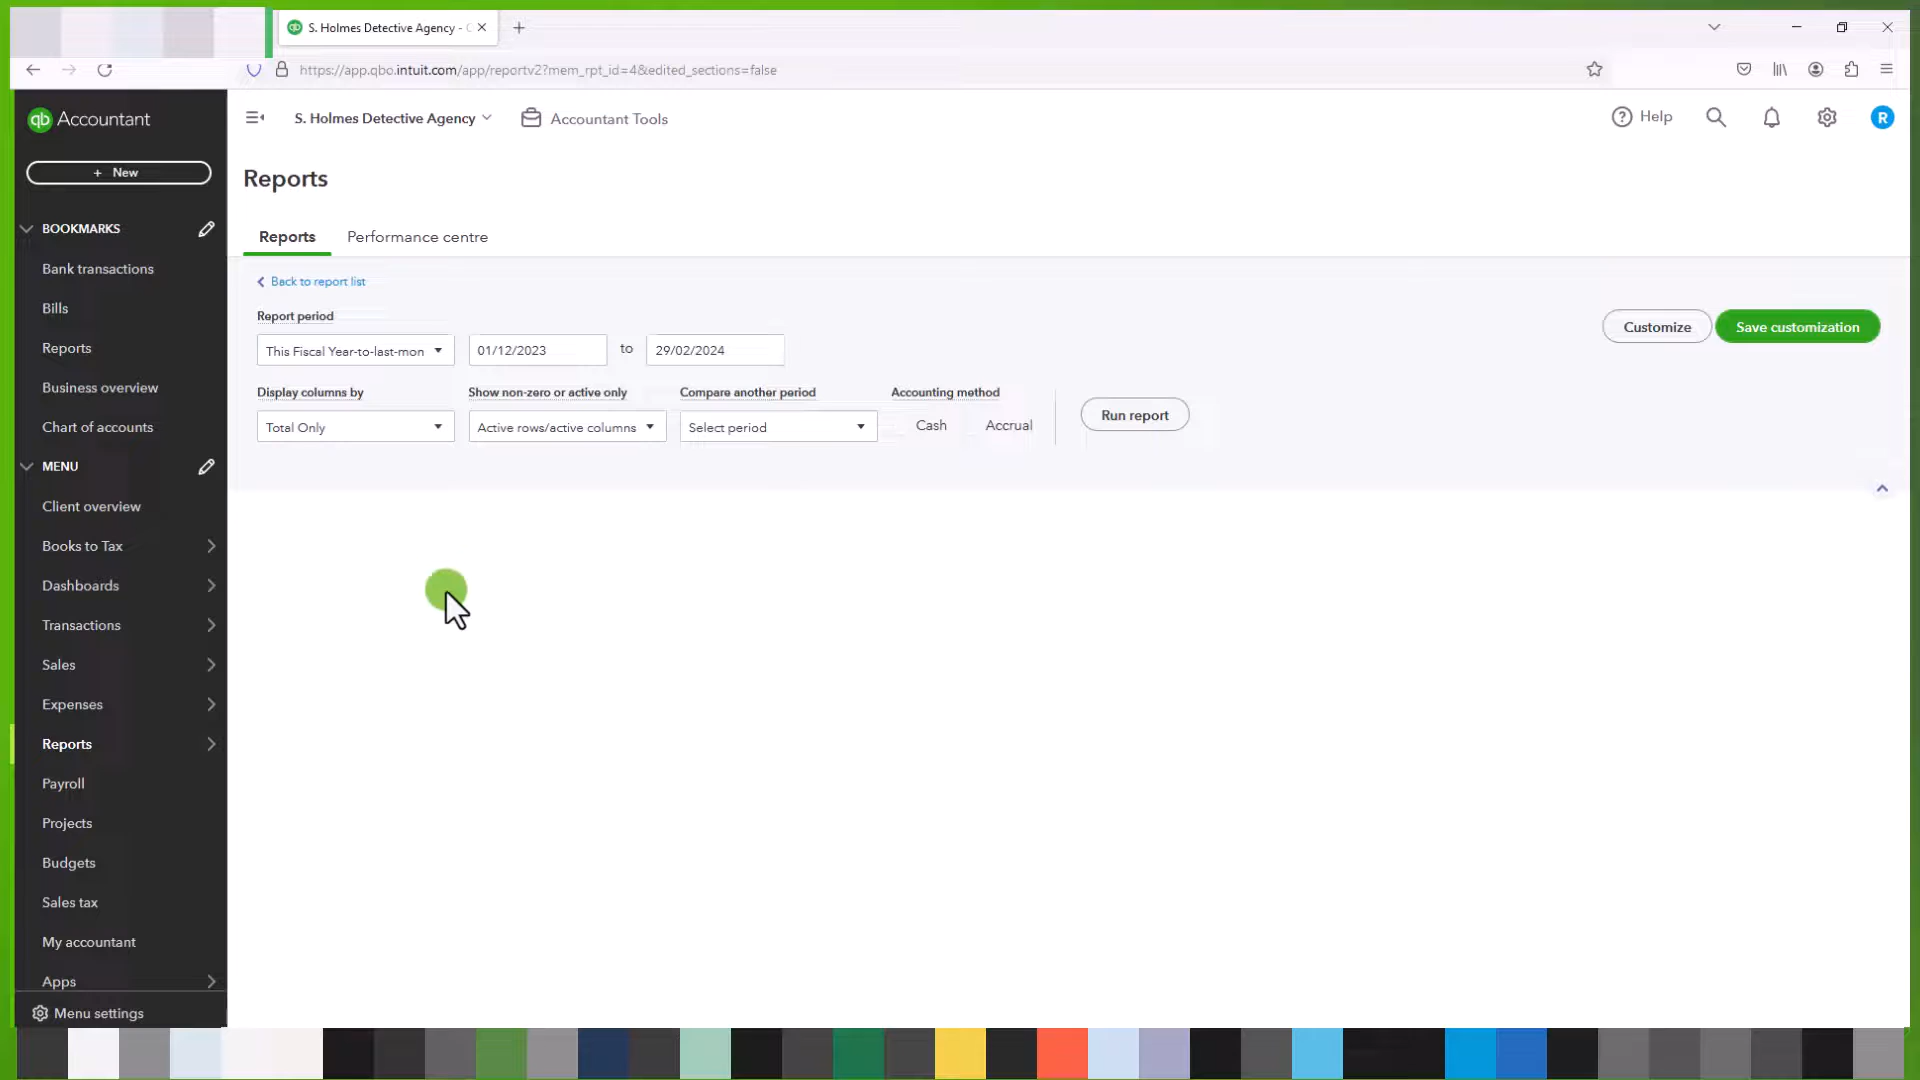 S. Holmes Detective Agency -
https://app.qbo.intuit.com/app/reportv2?mem_rpt_id=4&edited_sections=false
qb Accountant
S. Holmes Detective Agency
Accountant Tools
Help
R
+ New
Reports
BOOKMARKS
Reports
Performance centre
Bank transactions
Back to report list
Bills
Report period
Customize
Save customization
Reports
This Fiscal Year-to-last-mon
01/12/2023
to
29/02/2024
Business overview
Display columns by
Show non-zero or active only
Compare another period
Accounting method
Chart of accounts
Total Only
Active rows/active columns
Select period
Cash
Accrual
Run report
MENU
Client overview
Books to Tax
Dashboards
Transactions
Sales
Expenses
Reports
Payroll
Projects
Budgets
Sales tax
My accountant
Apps
Menu settings